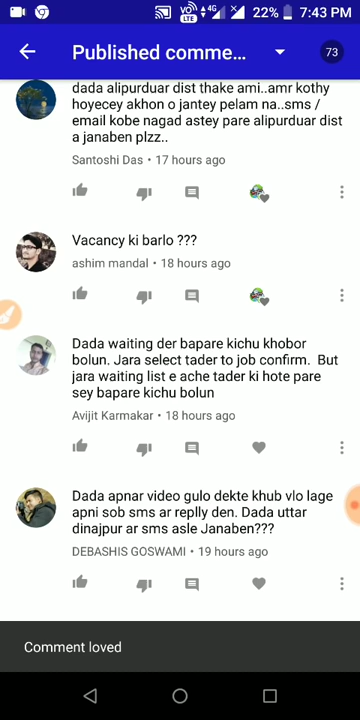 VO 4G 22% 7:43 PM
LTE
Published comme... 73
dada alipurduar dist thake ami..amr kothy
hoyecey akhon o jantey pelam na..sms /
email kobe nagad astey pare alipurduar dist
a janaben plzz..
Santoshi Das • 17 hours ago
Vacancy ki barlo ???
ashim mandal • 18 hours ago
Dada waiting der bapare kichu khobor
bolun. Jara select tader to job confirm. But
jara waiting list e ache tader ki hote pare
sey bapare kichu bolun
Avijit Karmakar • 18 hours ago
Dada apnar video gulo dekte khub vlo lage
apni sob sms ar replly den. Dada uttar
dinajpur ar sms asle Janaben???
DEBASHIS GOSWAMI • 19 hours ago
Comment loved